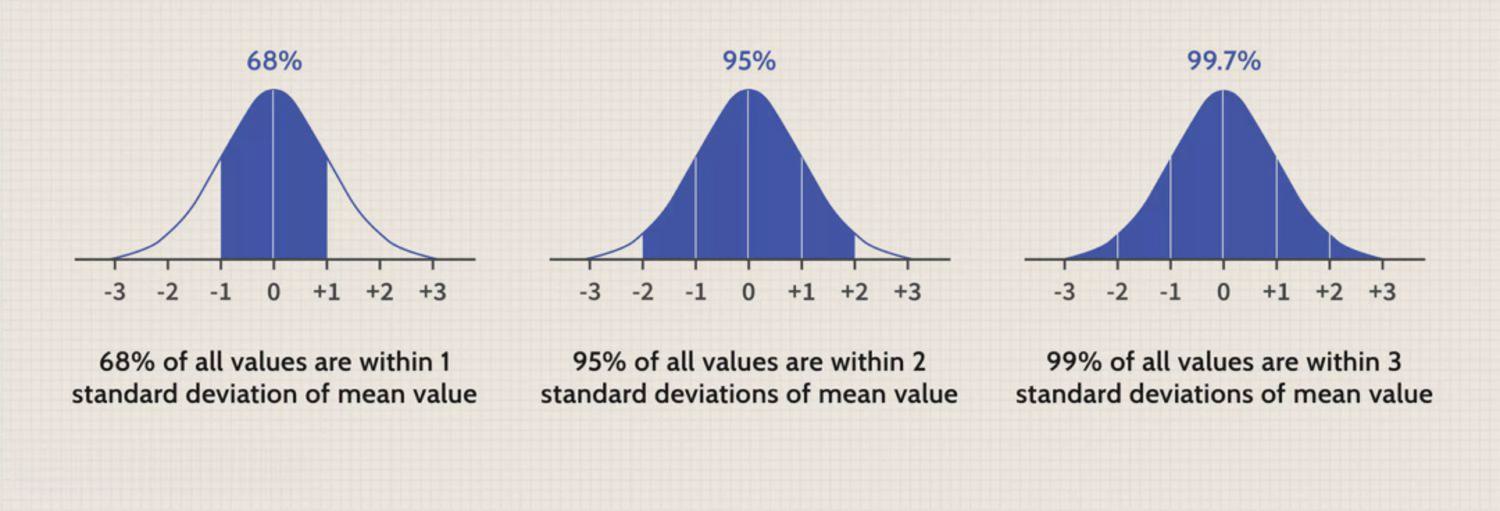 68%
-3 -2 -1 0 +1 +2 +3
68% of all values are within 1
standard deviation of mean value
95%
-3 -2 -1 0 +1 +2 +3
95% of all values are within 2
standard deviations of mean value
99.7%
-3 -2 -1 0 +1 +2 +3
99% of all values are within 3
standard deviations of mean value